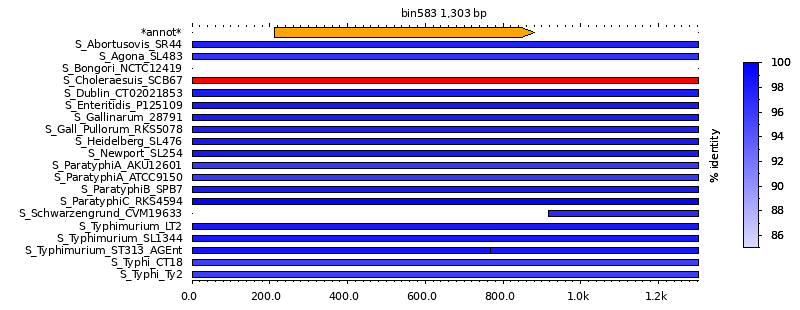 bin583 1,303 bp
*annot*
S_Abortusovis_SR44
S_Agona_SL483
S_Bongori_NCTC12419
S_Choleraesuis_SCB67
S_Dublin_CT02021853
S_Enteritidis_P125109
S_Gallinarum_28791
S_Gall_Pullorum_RKS5078
S_Heidelberg_SL476
S_Newport_SL254
S_ParatyphiA_AKU12601
S_ParatyphiA_ATCC9150
S_ParatyphiB_SPB7
S_ParatyphiC_RKS4594
S_Schwarzengrund_CVM19633
S_Typhimurium_LT2
S_Typhimurium_SL1344
S_Typhimurium_ST313_AGEnt
S_Typhi_CT18
S_Typhi_Ty2
0.0 200.0 400.0 600.0 800.0 1.0k 1.2k
% identity
100
98
96
94
92
90
88
86